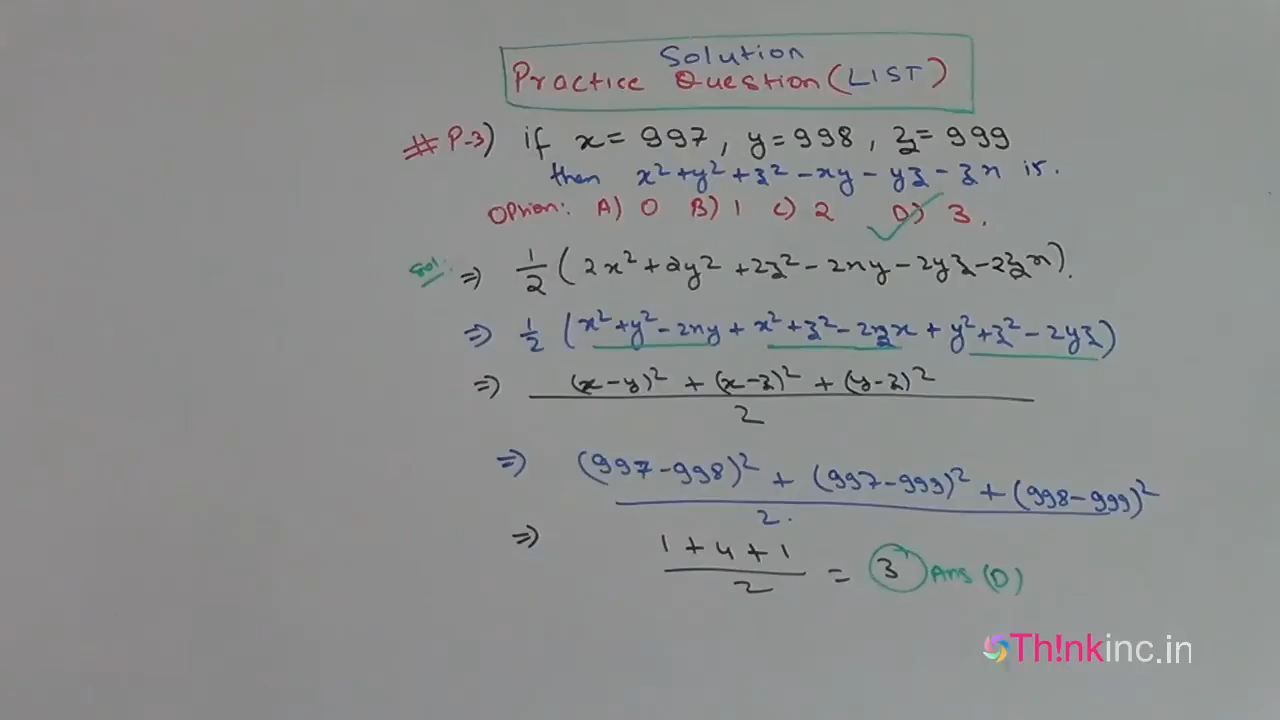 Solution
Practice Question (LIST)
# P-3) if x = 997, y = 998, z = 999
then x² + y² + z² - xy - yz - zx is.
Option: A) 0 B) 1 C) 2 D) 3.
Sol: ⇒ 1/2 (2x² + 2y² + 2z² - 2xy - 2yz - 2zx).
⇒ 1/2 (x² + y² - 2xy + x² + z² - 2zx + y² + z² - 2yz)
⇒ (x-y)² + (x-z)² + (y-z)² / 2
⇒ (997-998)² + (997-999)² + (998-999)² / 2.
⇒ 1 + 4 + 1 / 2 = 3 Ans (D)
Th!nkinc.in